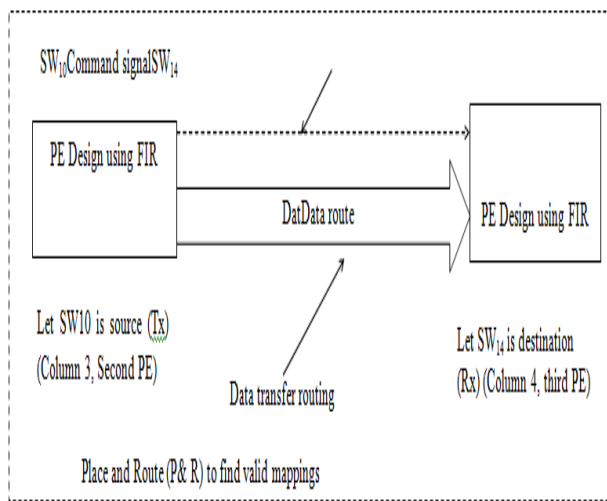 SW₁₀Command signalSW₁₄
PE Design using FIR
DatData route
PE Design using FIR
Let SW10 is source (Tx)
(Column 3, Second PE)
Let SW₁₄ is destination
(Rx) (Column 4, third PE)
Data transfer routing
Place and Route (P& R) to find valid mappings